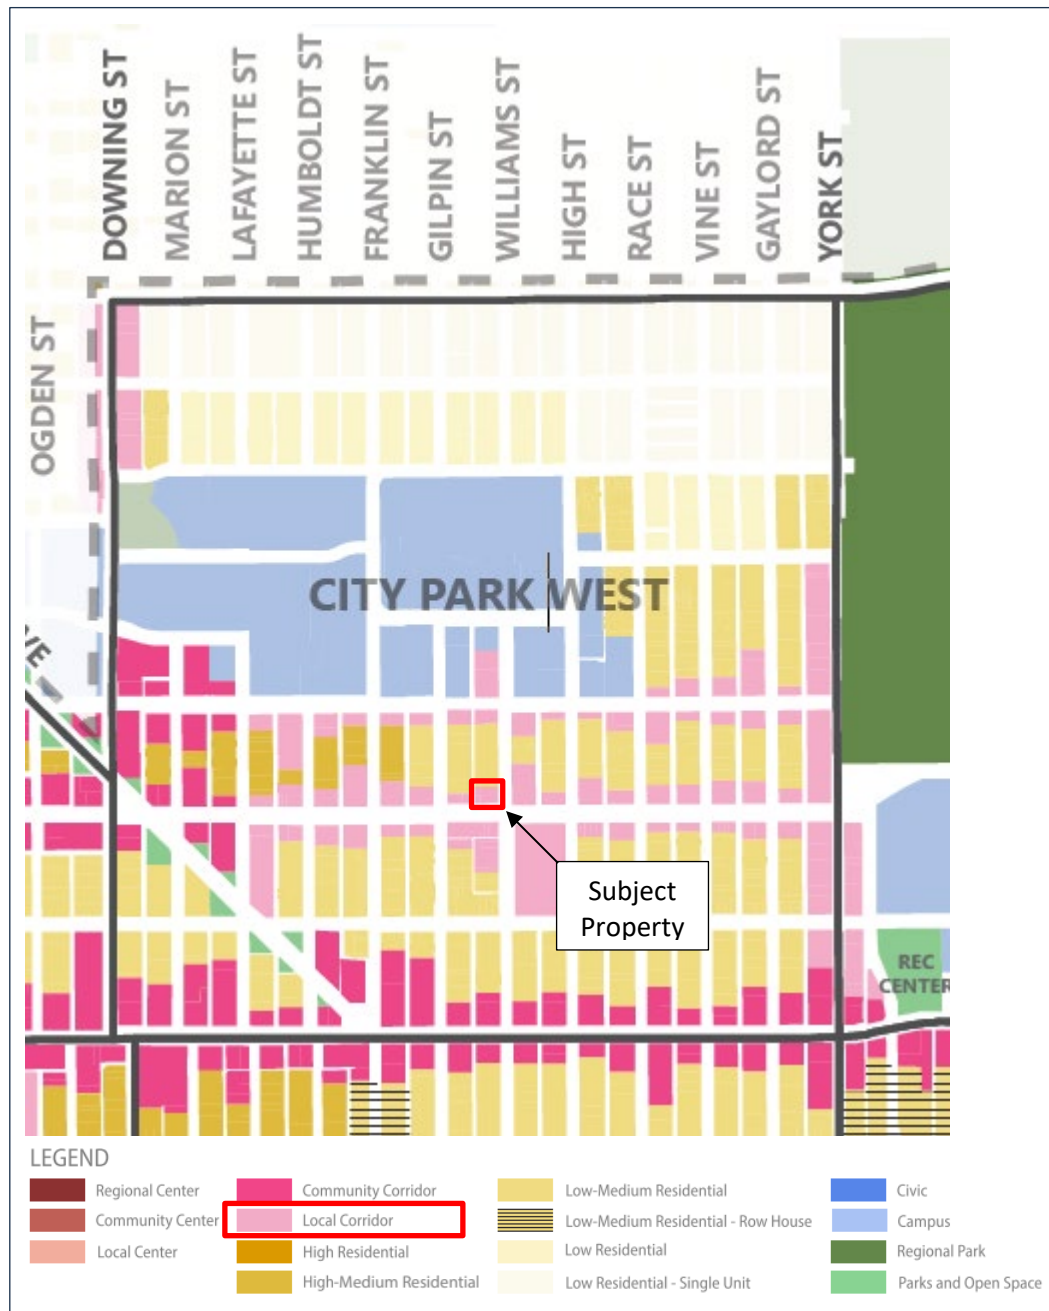 DOWNING ST
MARION ST
LAFAYETTE ST
HUMBOLDT ST
FRANKLIN ST
GILPIN ST
WILLIAMS ST
HIGH ST
RACE ST
VINE ST
GAYLORD ST
YORK ST
OGDEN ST
CITY PARK WEST
VE
Subject
Property
REC
CENTER
LEGEND
Regional Center
Community Center
Local Center
Community Corridor
Local Corridor
High Residential
High-Medium Residential
Low-Medium Residential
Low-Medium Residential - Row House
Low Residential
Low Residential - Single Unit
Civic
Campus
Regional Park
Parks and Open Space